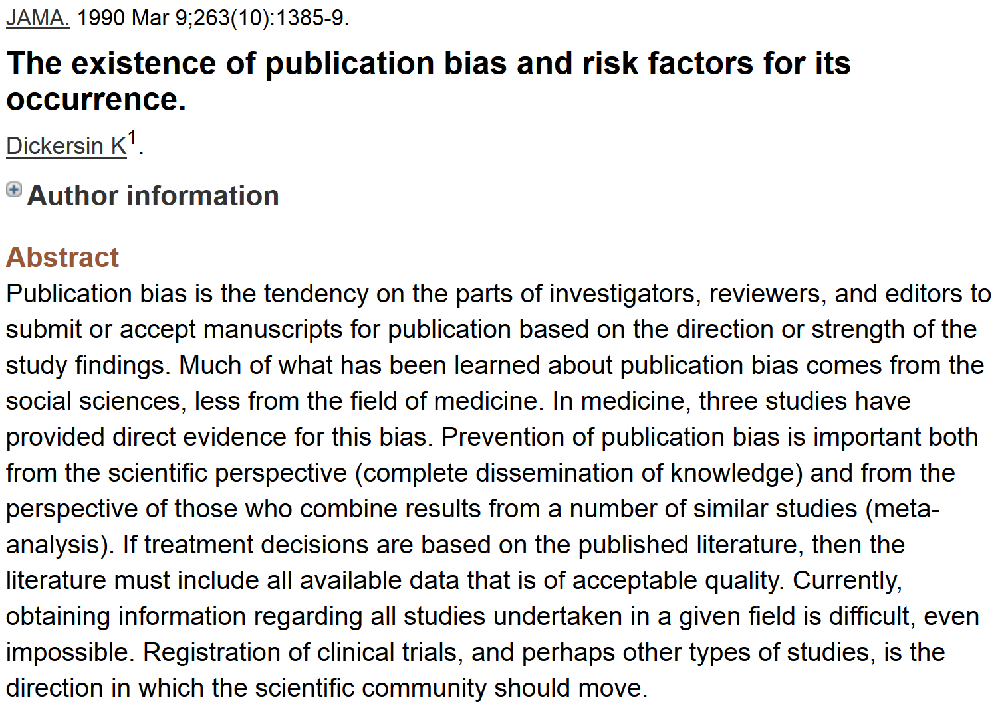 JAMA. 1990 Mar 9;263(10):1385-9.
The existence of publication bias and risk factors for its
occurrence.
Dickersin K1.
Author information
Abstract
Publication bias is the tendency on the parts of investigators, reviewers, and editors to
submit or accept manuscripts for publication based on the direction or strength of the
study findings. Much of what has been learned about publication bias comes from the
social sciences, less from the field of medicine. In medicine, three studies have
provided direct evidence for this bias. Prevention of publication bias is important both
from the scientific perspective (complete dissemination of knowledge) and from the
perspective of those who combine results from a number of similar studies (meta-
analysis). If treatment decisions are based on the published literature, then the
literature must include all available data that is of acceptable quality. Currently,
obtaining information regarding all studies undertaken in a given field is difficult, even
impossible. Registration of clinical trials, and perhaps other types of studies, is the
direction in which the scientific community should move.